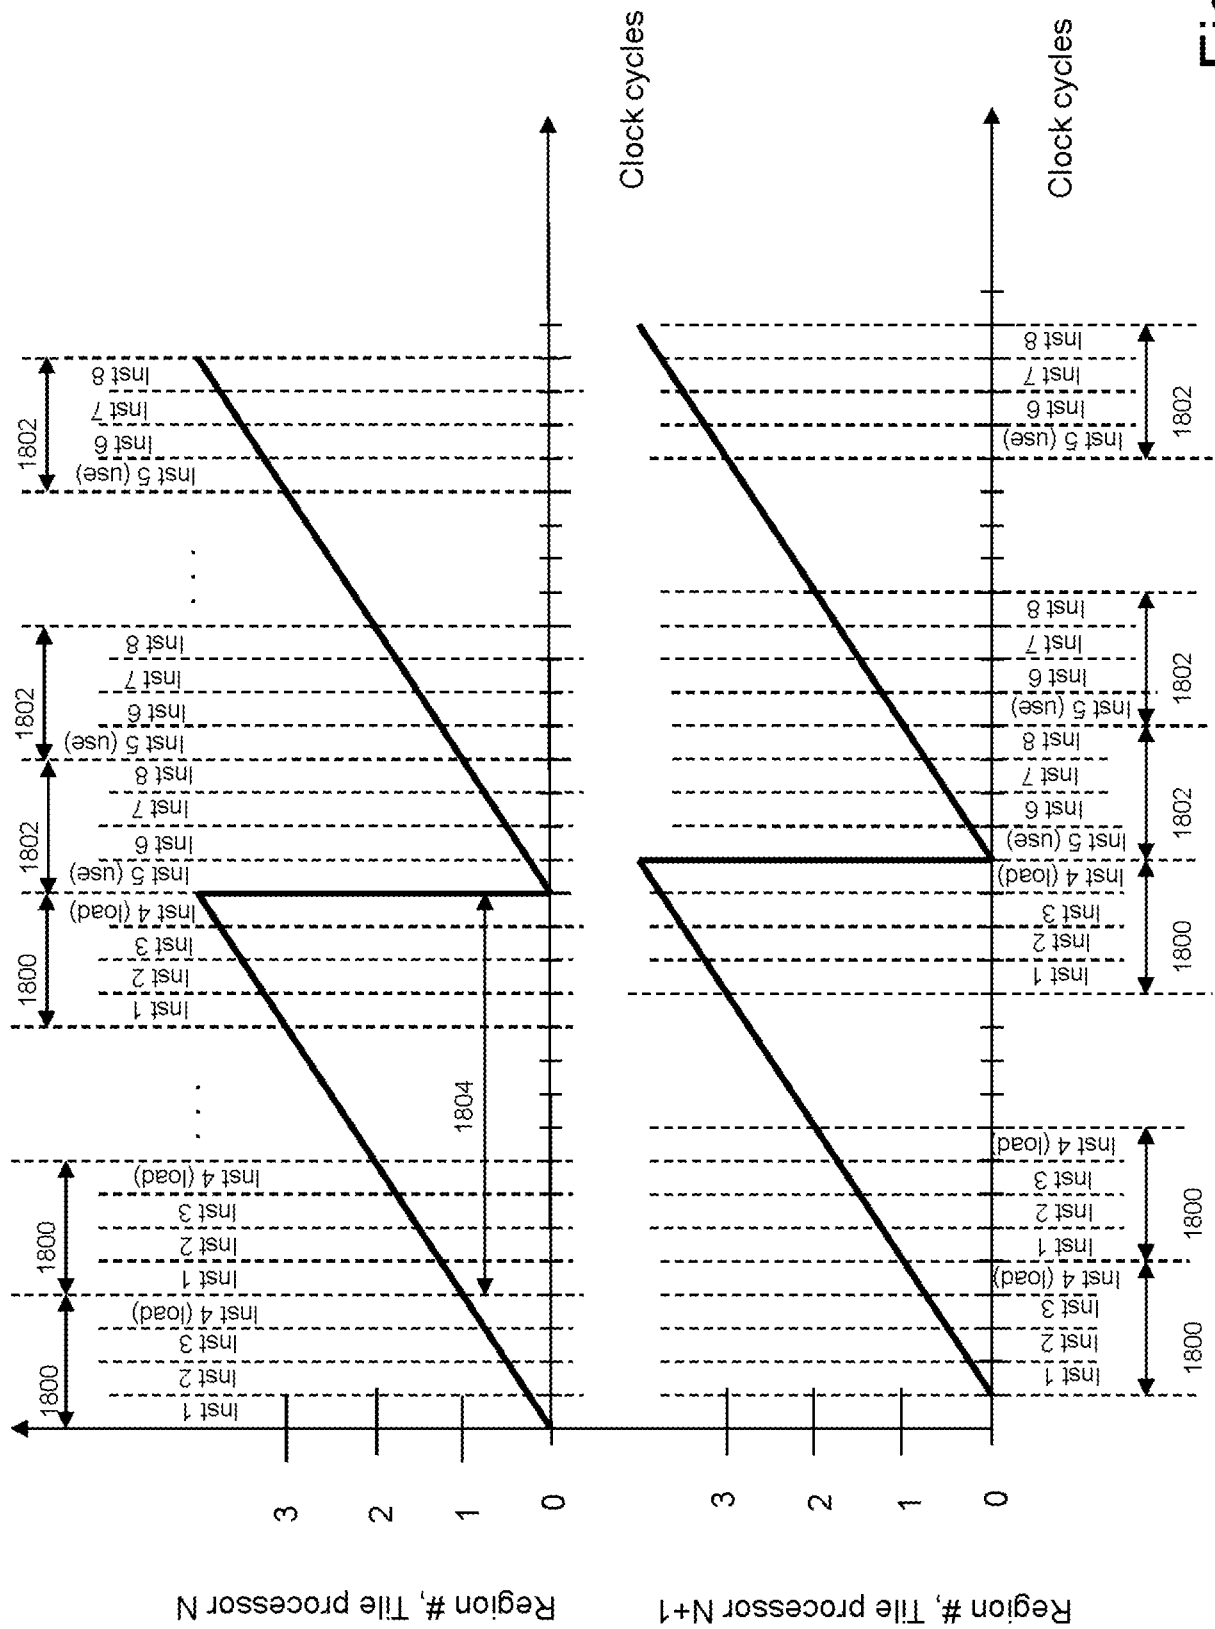 Region #, Tile processor N
3
2
1
0
1800
1800
1800
1802
1802
1802
Inst 1
Inst 2
Inst 3
Inst 4 (load)
Inst 1
Inst 2
Inst 3
Inst 4 (load)
. . .
Inst 1
Inst 2
Inst 3
Inst 4 (load)
Inst 5 (use)
Inst 6
Inst 7
Inst 8
Inst 5 (use)
Inst 6
Inst 7
Inst 8
. . .
Inst 5 (use)
Inst 6
Inst 7
Inst 8
1804
Clock cycles
Region #, Tile processor N+1
3
2
1
0
Inst 1
Inst 2
Inst 3
Inst 4 (load)
Inst 1
Inst 2
Inst 3
Inst 4 (load)
Inst 1
Inst 2
Inst 3
Inst 4 (load)
Inst 5 (use)
Inst 6
Inst 7
Inst 8
Inst 5 (use)
Inst 6
Inst 7
Inst 8
Inst 5 (use)
Inst 6
Inst 7
Inst 8
1800
1800
1800
1802
1802
1802
Clock cycles